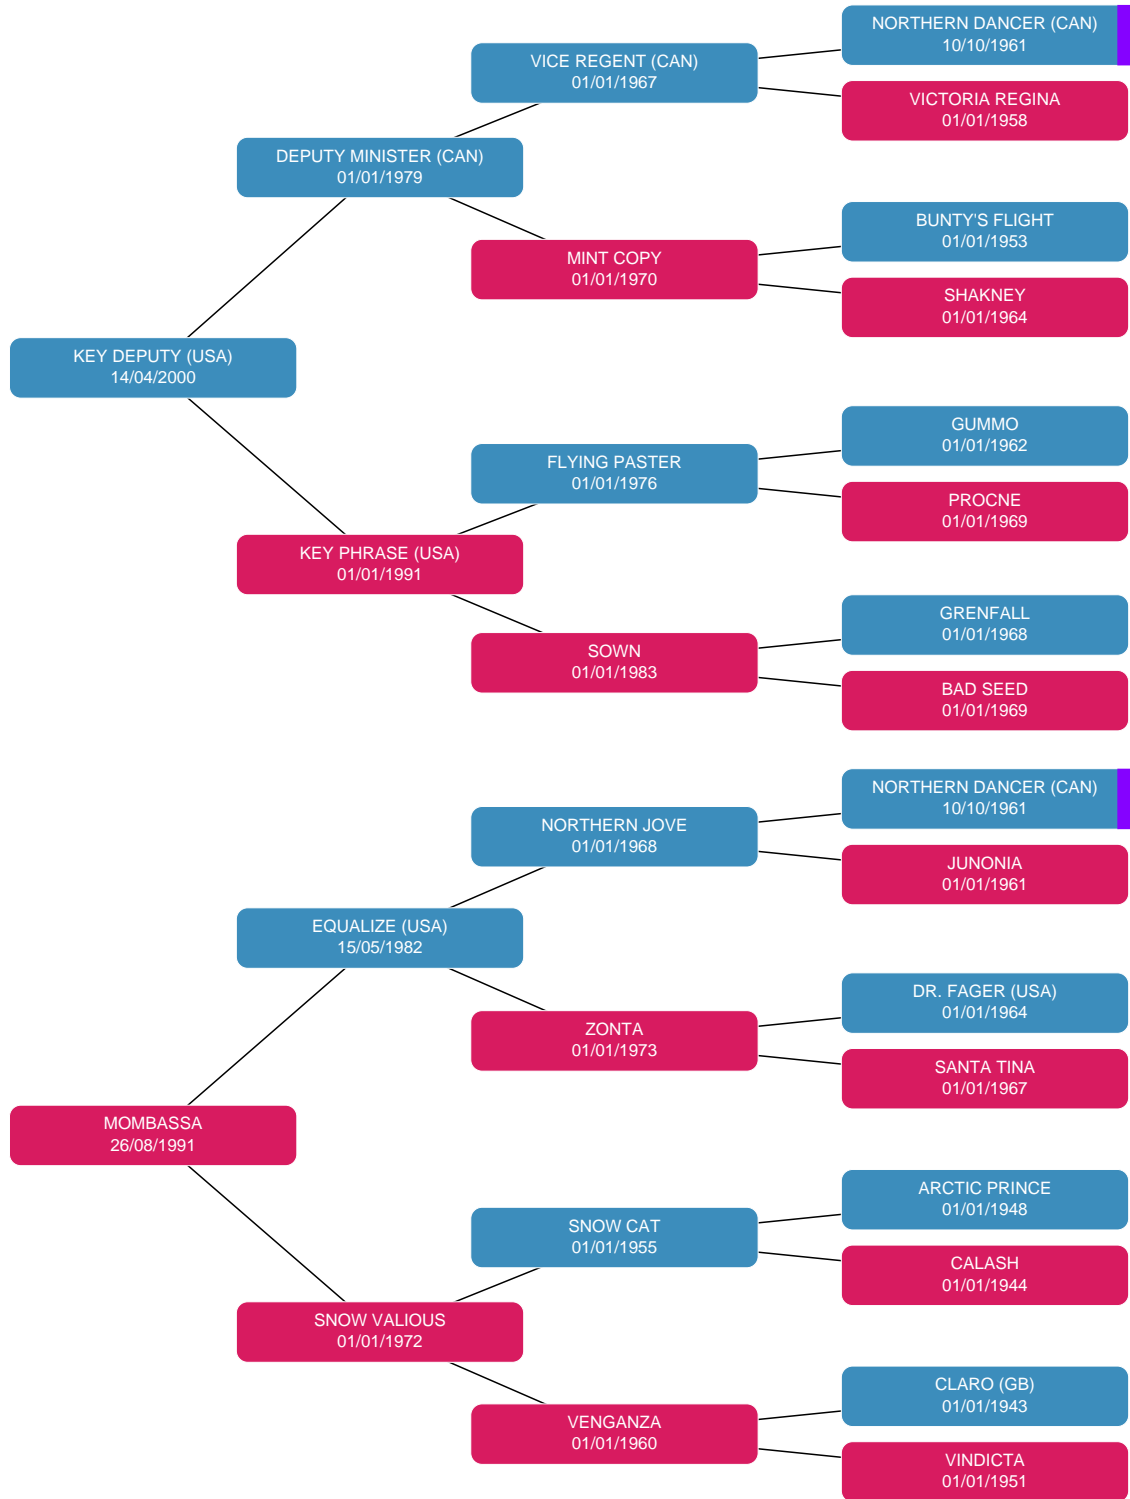 NORTHERN DANCER (CAN)
10/10/1961
VICE REGENT (CAN)
01/01/1967
VICTORIA REGINA
01/01/1958
DEPUTY MINISTER (CAN)
01/01/1979
BUNTY'S FLIGHT
01/01/1953
MINT COPY
01/01/1970
SHAKNEY
01/01/1964
KEY DEPUTY (USA)
14/04/2000
GUMMO
01/01/1962
FLYING PASTER
01/01/1976
PROCNE
01/01/1969
KEY PHRASE (USA)
01/01/1991
GRENFALL
01/01/1968
SOWN
01/01/1983
BAD SEED
01/01/1969
NORTHERN DANCER (CAN)
10/10/1961
NORTHERN JOVE
01/01/1968
JUNONIA
01/01/1961
EQUALIZE (USA)
15/05/1982
DR. FAGER (USA)
01/01/1964
ZONTA
01/01/1973
SANTA TINA
01/01/1967
MOMBASSA
26/08/1991
ARCTIC PRINCE
01/01/1948
SNOW CAT
01/01/1955
CALASH
01/01/1944
SNOW VALIOUS
01/01/1972
CLARO (GB)
01/01/1943
VENGANZA
01/01/1960
VINDICTA
01/01/1951